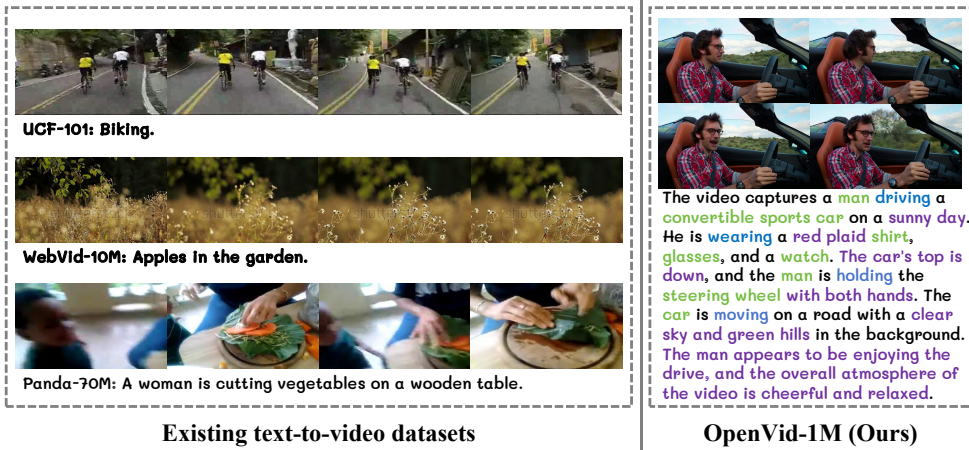 UCF-101: Biking.
WebVid-10M: Apples in the garden.
Panda-70M: A woman is cutting vegetables on a wooden table.
Existing text-to-video datasets
The video captures a man driving a
convertible sports car on a sunny day.
He is wearing a red plaid shirt,
glasses, and a watch. The car's top is
down, and the man is holding the
steering wheel with both hands. The
car is moving on a road with a clear
sky and green hills in the background.
The man appears to be enjoying the
drive, and the overall atmosphere of
the video is cheerful and relaxed.
OpenVid-1M (Ours)